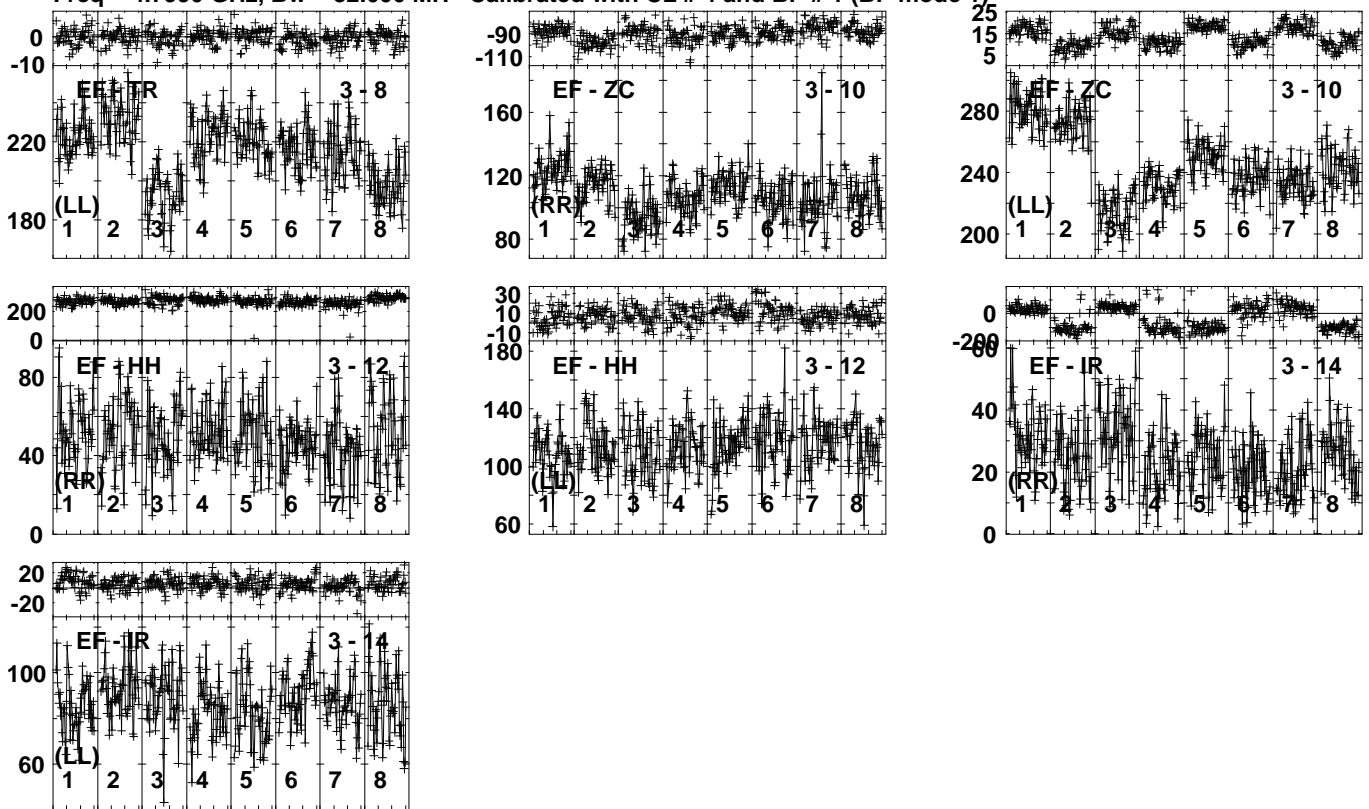 0
-10
EF - TR 3 - 8
220
180
(LL)
1 2 3 4 5 6 7 8
-90
-110
EF - ZC 3 - 10
160
120
80
(RR)
1 2 3 4 5 6 7 8
25
15
5
EF - ZC 3 - 10
280
240
200
(LL)
1 2 3 4 5 6 7 8
200
0
EF - HH 3 - 12
80
40
0
(RR)
1 2 3 4 5 6 7 8
30
10
-10
180
EF - HH 3 - 12
140
100
60
(LL)
1 2 3 4 5 6 7 8
0
-200
60
EF - IR 3 - 14
40
20
0
(RR)
1 2 3 4 5 6 7 8
20
-20
EF - IR 3 - 14
100
60
(LL)
1 2 3 4 5 6 7 8